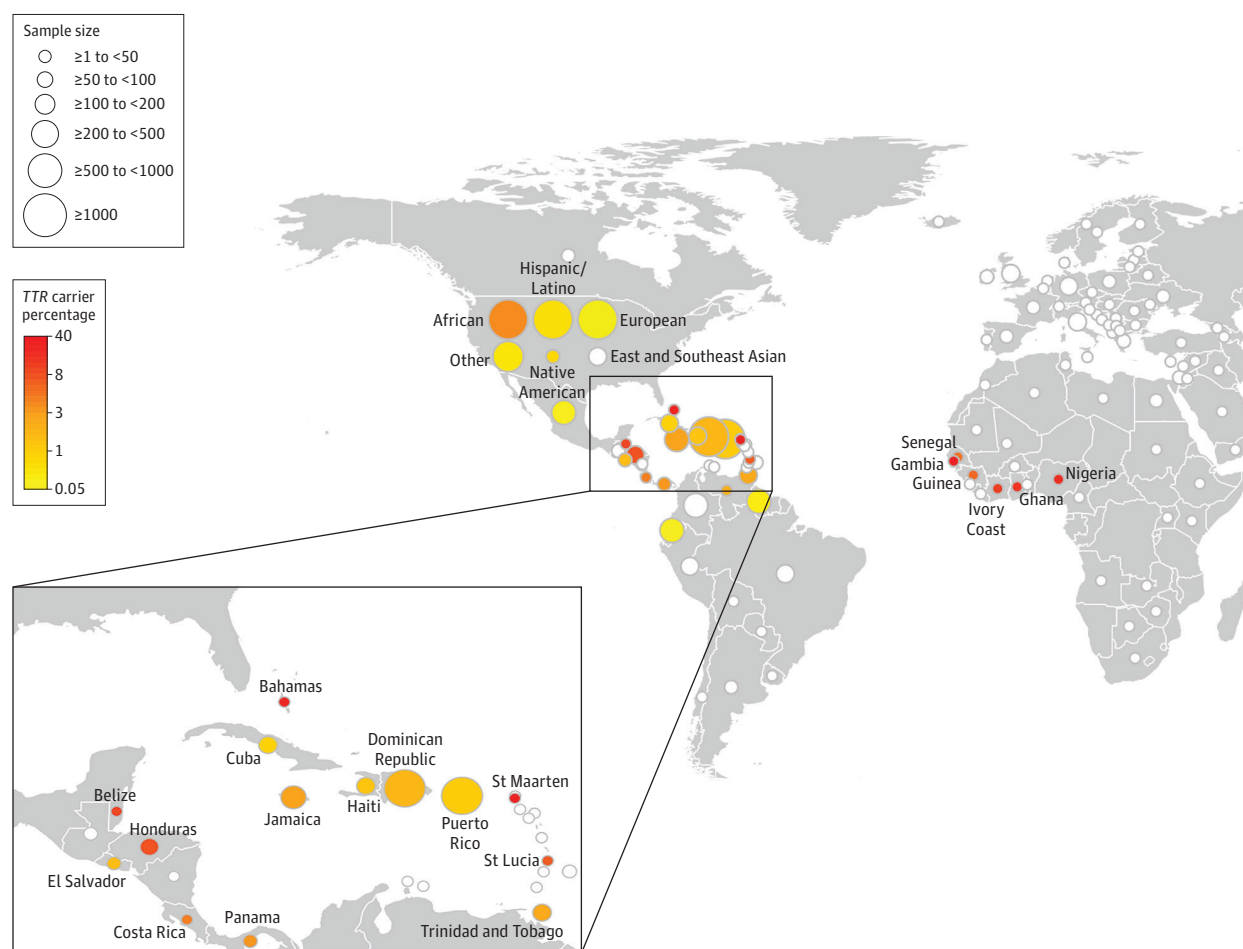 Sample size
≥1 to <50
≥50 to <100
≥100 to <200
≥200 to <500
≥500 to <1000
≥1000
TTR carrier
percentage
40
8
3
1
0.05
Hispanic/
Latino
African
European
Other
Native
American
East and Southeast Asian
Senegal
Gambia
Guinea
Ivory
Coast
Ghana
Nigeria
Bahamas
Cuba
Dominican
Republic
Haiti
Jamaica
Puerto
Rico
St Maarten
Belize
Honduras
El Salvador
St Lucia
Costa Rica
Panama
Trinidad and Tobago